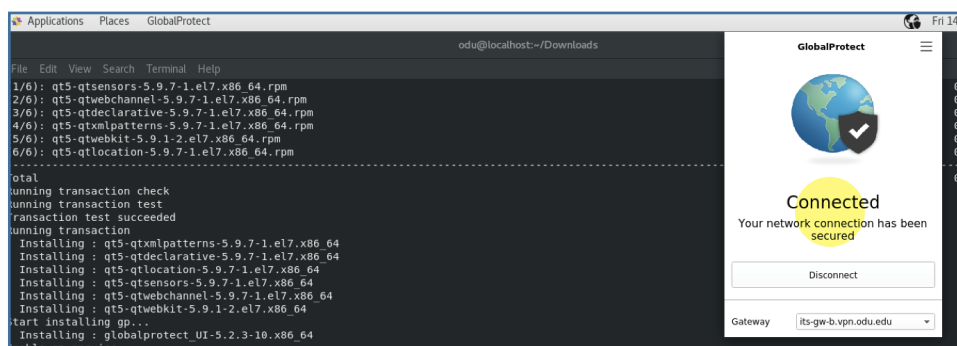 Applications Places GlobalProtect Fri 14
odu@localhost:~/Downloads
File Edit View Search Terminal Help
1/6): qt5-qtsensors-5.9.7-1.el7.x86_64.rpm
2/6): qt5-qtwebchannel-5.9.7-1.el7.x86_64.rpm
3/6): qt5-qtdeclarative-5.9.7-1.el7.x86_64.rpm
4/6): qt5-qtxmlpatterns-5.9.7-1.el7.x86_64.rpm
5/6): qt5-qtwebkit-5.9.1-2.el7.x86_64.rpm
6/6): qt5-qtlocation-5.9.7-1.el7.x86_64.rpm
otal
unning transaction check
unning transaction test
ransaction test succeeded
unning transaction
Installing : qt5-qtxmlpatterns-5.9.7-1.el7.x86_64
Installing : qt5-qtdeclarative-5.9.7-1.el7.x86_64
Installing : qt5-qtlocation-5.9.7-1.el7.x86_64
Installing : qt5-qtsensors-5.9.7-1.el7.x86_64
Installing : qt5-qtwebchannel-5.9.7-1.el7.x86_64
Installing : qt5-qtwebkit-5.9.1-2.el7.x86_64
tart installing gp...
Installing : globalprotect_UI-5.2.3-10.x86_64
GlobalProtect
Connected
Your network connection has been
secured
Disconnect
Gateway its-gw-b.vpn.odu.edu